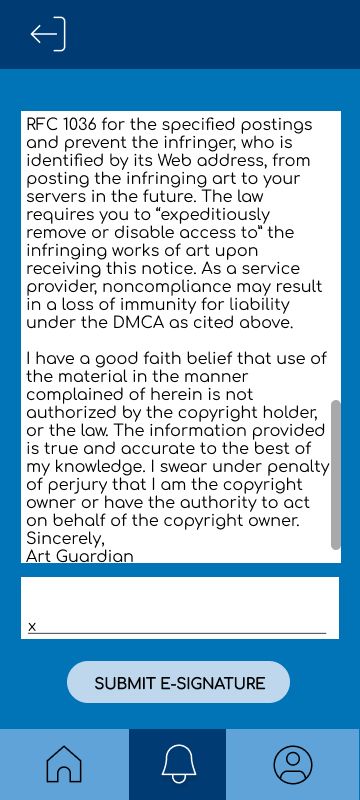 RFC 1036 for the specified postings
and prevent the infringer, who is
identified by its Web address, from
posting the infringing art to your
servers in the future. The law
requires you to “expeditiously
remove or disable access to” the
infringing works of art upon
receiving this notice. As a service
provider, noncompliance may result
in a loss of immunity for liability
under the DMCA as cited above.
I have a good faith belief that use of
the material in the manner
complained of herein is not
authorized by the copyright holder,
or the law. The information provided
is true and accurate to the best of
my knowledge. I swear under penalty
of perjury that I am the copyright
owner or have the authority to act
on behalf of the copyright owner.
Sincerely,
Art Guardian
x
SUBMIT E-SIGNATURE